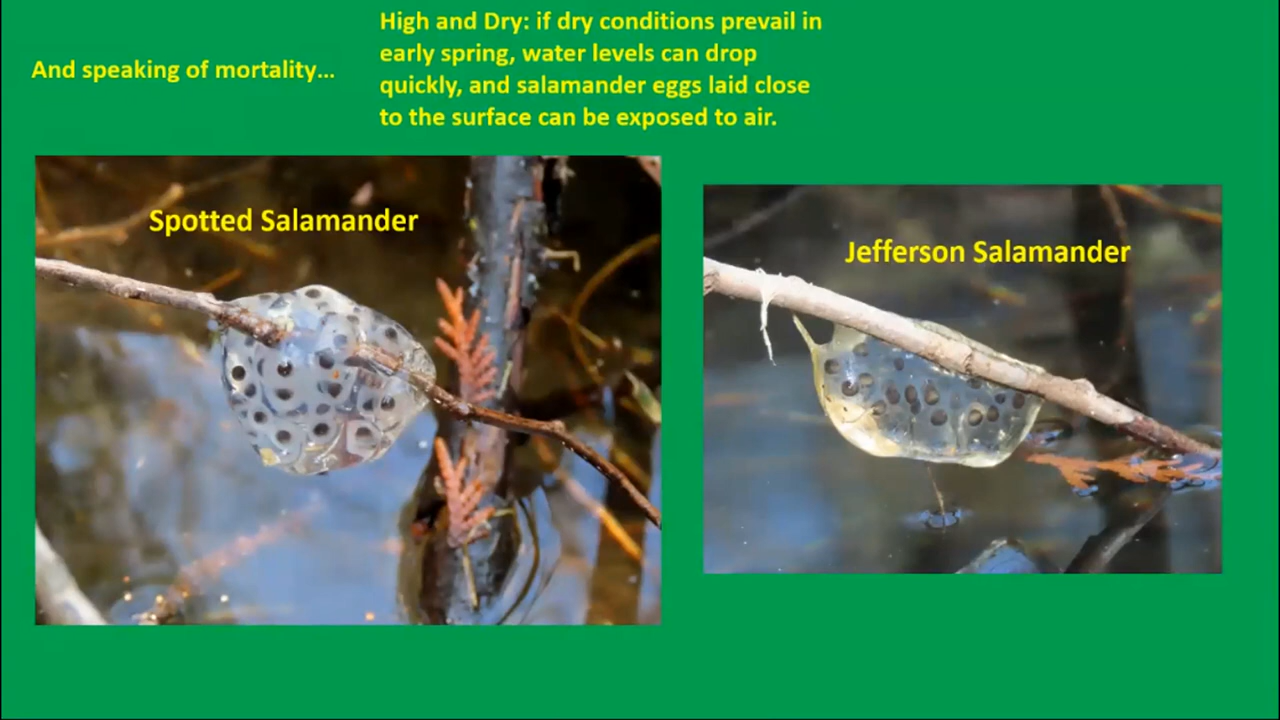 And speaking of mortality...
High and Dry: if dry conditions prevail in
early spring, water levels can drop
quickly, and salamander eggs laid close
to the surface can be exposed to air.
Spotted Salamander
Jefferson Salamander